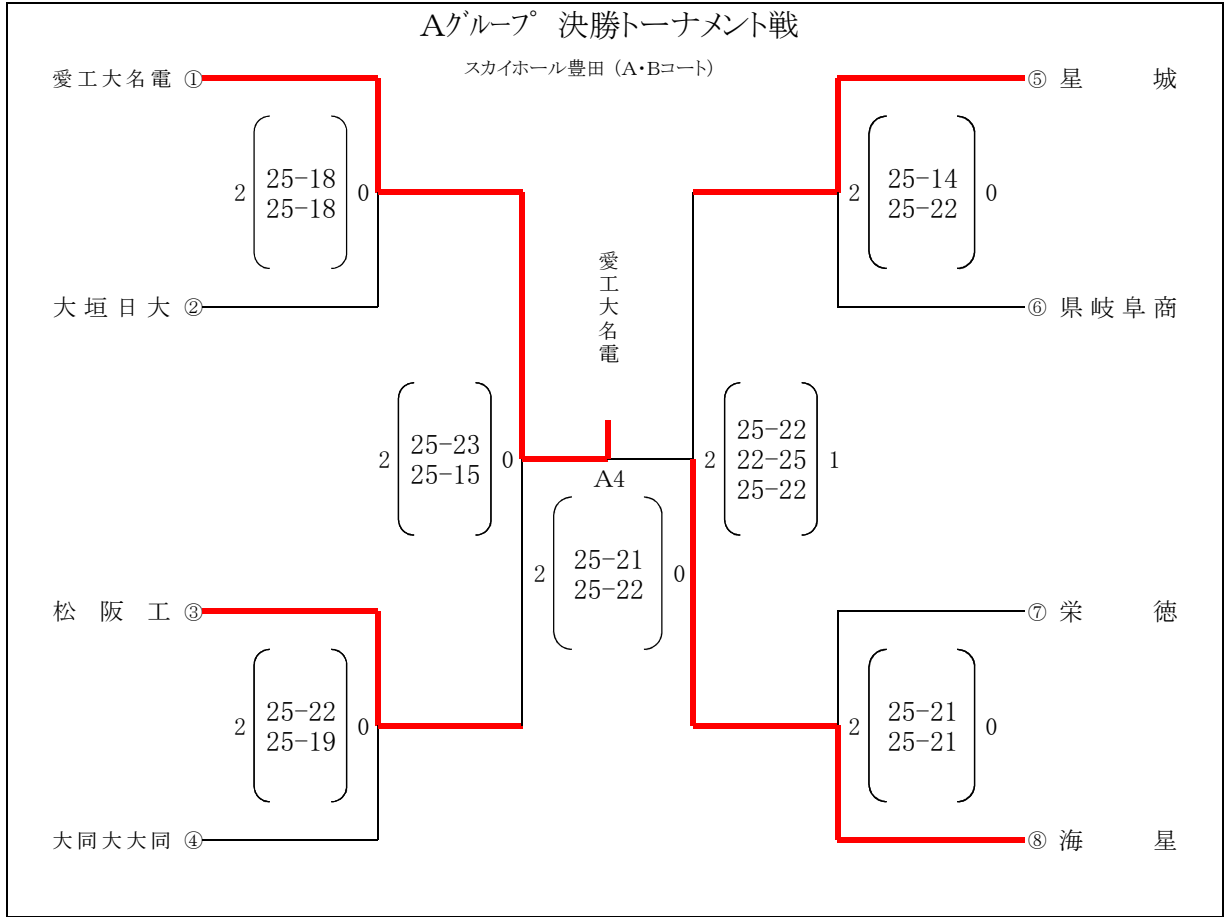 Aグループ 決勝トーナメント戦
スカイホール豊田 (A・Bコート)
愛工大名電 ①
⑤ 星 城
2 25-18 0
25-18
2 25-14 0
25-22
大垣日大 ②
⑥ 県岐阜商
愛工大名電
2 25-23 0
25-15
2 25-22 1
22-25
25-22
A4
2 25-21 0
25-22
松阪工 ③
⑦ 栄 徳
2 25-22 0
25-19
2 25-21 0
25-21
大同大大同 ④
⑧ 海 星